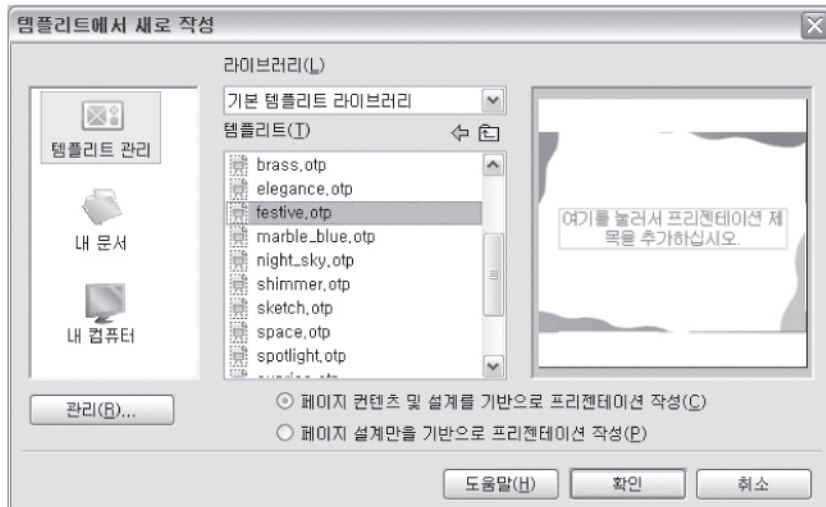 템플리트에서 새로 작성
라이브러리(L)
기본 템플리트 라이브러리
템플리트(T)
템플리트 관리
내 문서
내 컴퓨터
관리(R)...
brass.otp
elegance.otp
festive.otp
marble_blue.otp
night_sky.otp
shimmer.otp
sketch.otp
space.otp
spotlight.otp
여기를 눌러서 프리젠테이션 제
목을 추가하십시오.
페이지 컨텐츠 및 설계를 기반으로 프리젠테이션 작성(C)
페이지 설계만을 기반으로 프리젠테이션 작성(P)
도움말(H)
확인
취소